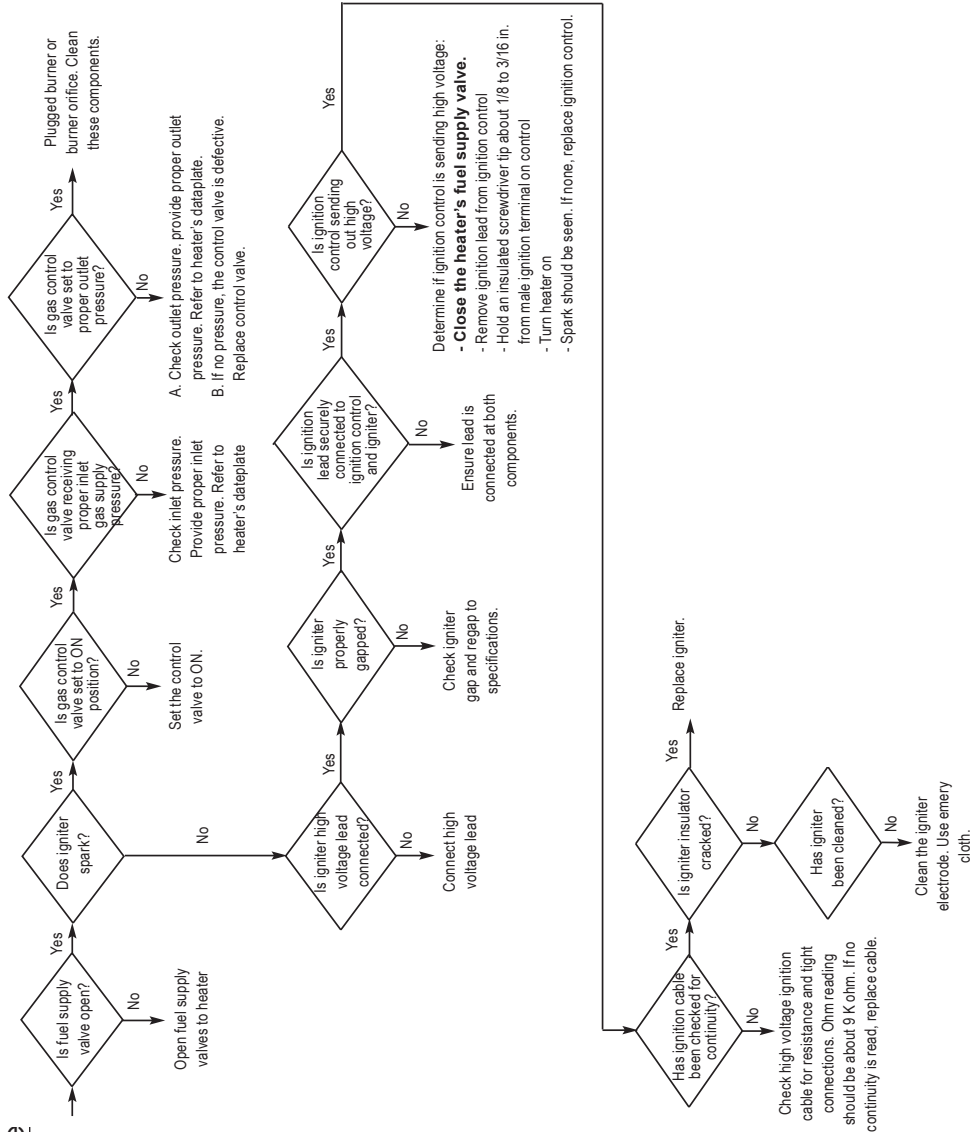 Is fuel supply
valve open?
Yes
No
Open fuel supply
valves to heater
Does igniter
spark?
Yes
No
Is gas control
valve set to ON
position?
Yes
No
Set the control
valve to ON.
Is gas control
valve receiving
proper inlet
gas supply
pressure?
Yes
No
Check inlet pressure.
Provide proper inlet
pressure. Refer to
heater's dateplate
Is gas control
valve set to
proper outlet
pressure?
Yes
No
A. Check outlet pressure. provide proper outlet
pressure. Refer to heater's dataplate.
B. If no pressure, the control valve is defective.
Replace control valve.
Plugged burner or
burner orifice. Clean
these components.
Is igniter high
voltage lead
connected?
Yes
No
Connect high
voltage lead
Is igniter
properly
gapped?
Yes
No
Check igniter
gap and regap to
specifications.
Is ignition
lead securely
connected to
ignition control
and igniter?
Yes
No
Ensure lead is
connected at both
components.
Is ignition
control sending
out high
voltage?
Yes
No
Determine if ignition control is sending high voltage:
- Close the heater's fuel supply valve.
- Remove ignition lead from ignition control
- Hold an insulated screwdriver tip about 1/8 to 3/16 in.
from male ignition terminal on control
- Turn heater on
- Spark should be seen. If none, replace ignition control.
Has ignition cable
been checked for
continuity?
Yes
No
Check high voltage ignition
cable for resistance and tight
connections. Ohm reading
should be about 9 K ohm. If no
continuity is read, replace cable.
Is igniter insulator
cracked?
Yes
Replace igniter.
No
Has igniter
been cleaned?
No
Clean the igniter
electrode. Use emery
cloth.